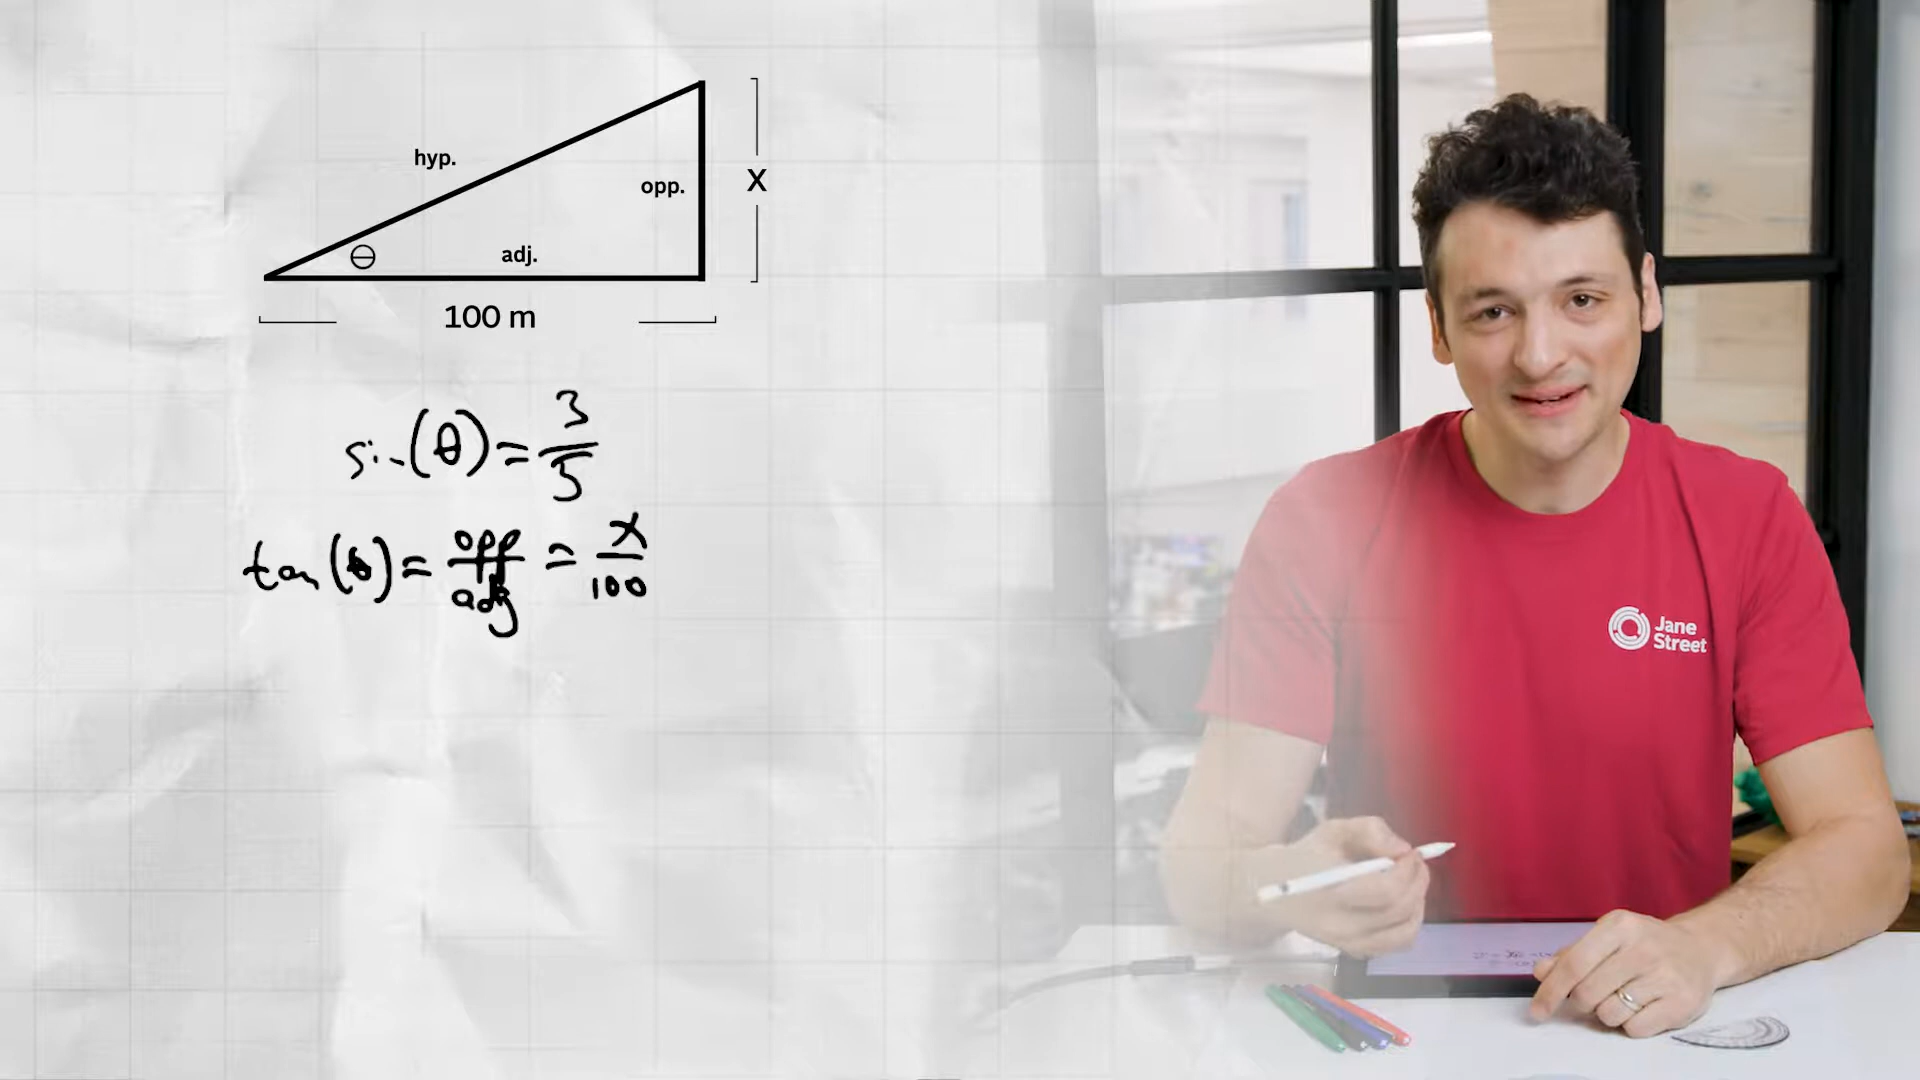 hyp.
opp.
X
Θ
adj.
100 m
sin(θ) = 3/5
tan(θ) = opp/adj = x/100
Jane
Street